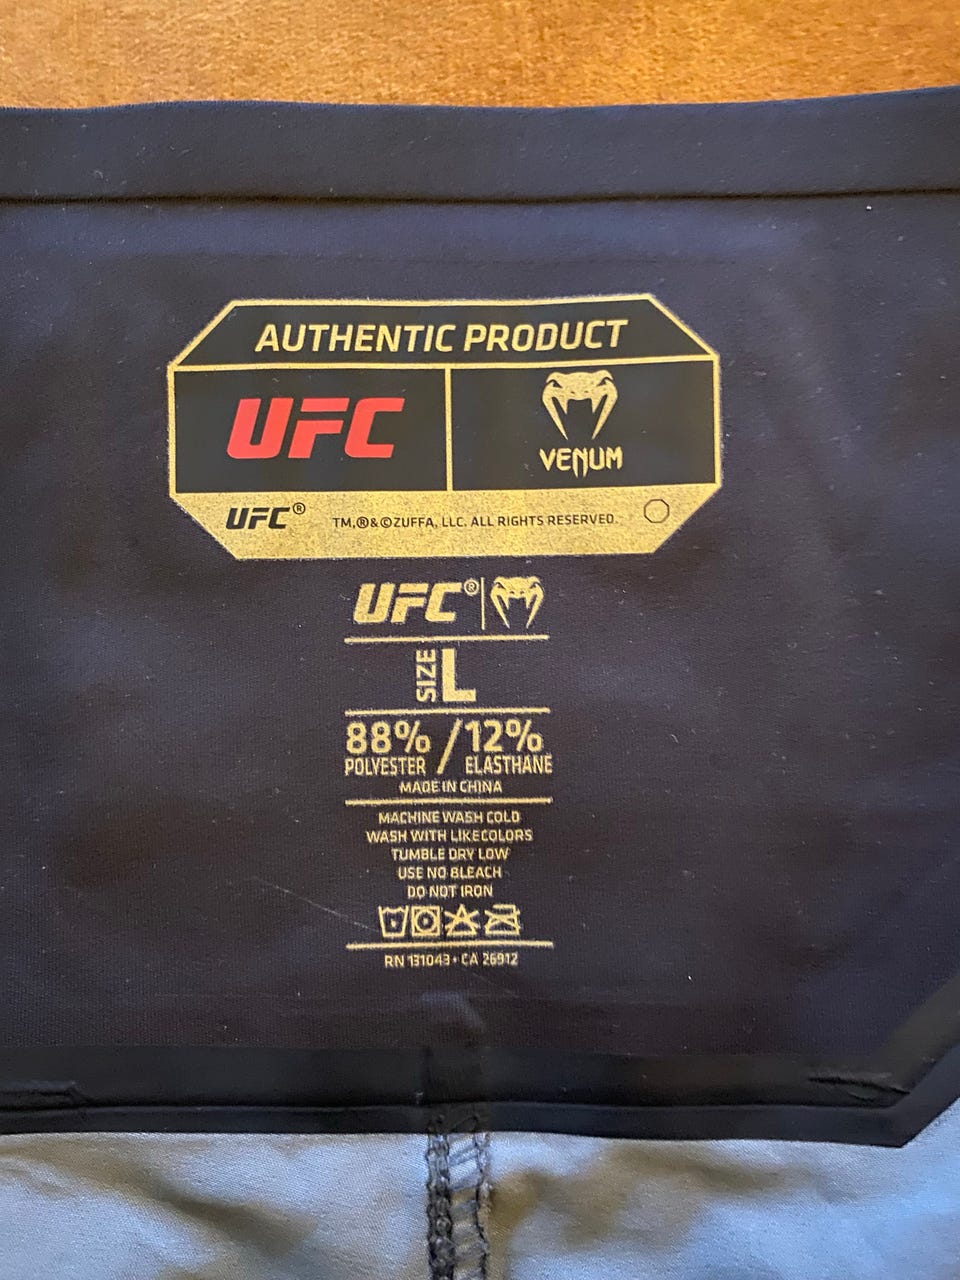 AUTHENTIC PRODUCT
UFC
VENUM
UFC® TM,®&©ZUFFA, LLC. ALL RIGHTS RESERVED.
UFC®
SIZE L
88% / 12%
POLYESTER ELASTHANE
MADE IN CHINA
MACHINE WASH COLD
WASH WITH LIKECOLORS
TUMBLE DRY LOW
USE NO BLEACH
DO NOT IRON
RN 131043 • CA 26912